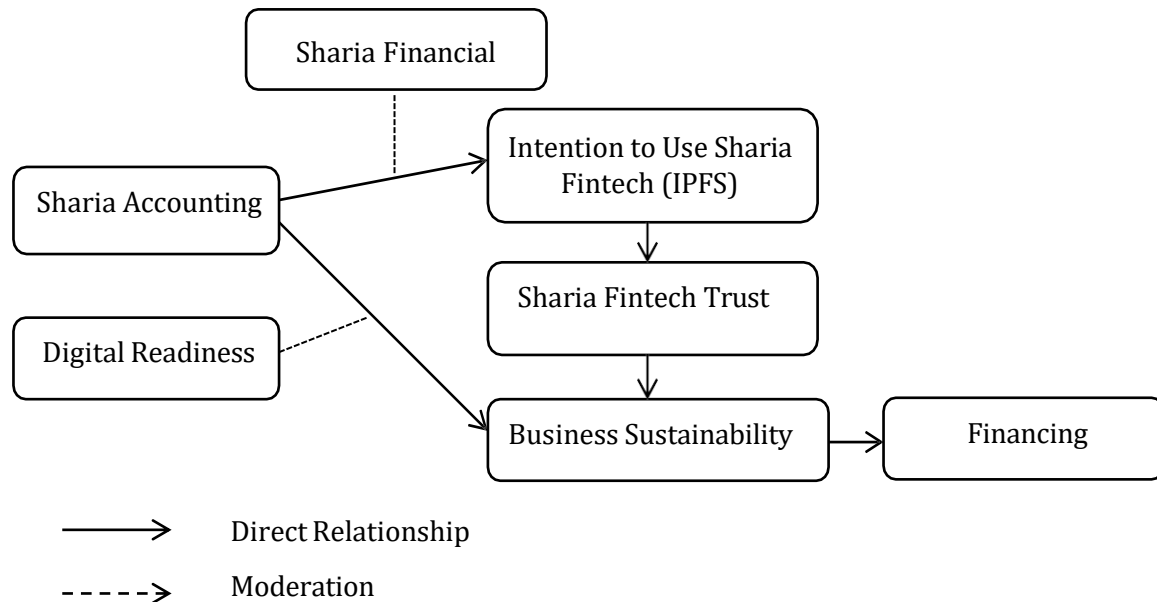 Sharia Financial
Intention to Use Sharia
Fintech (IPFS)
Sharia Accounting
Sharia Fintech Trust
Digital Readiness
Business Sustainability
Financing
Direct Relationship
Moderation